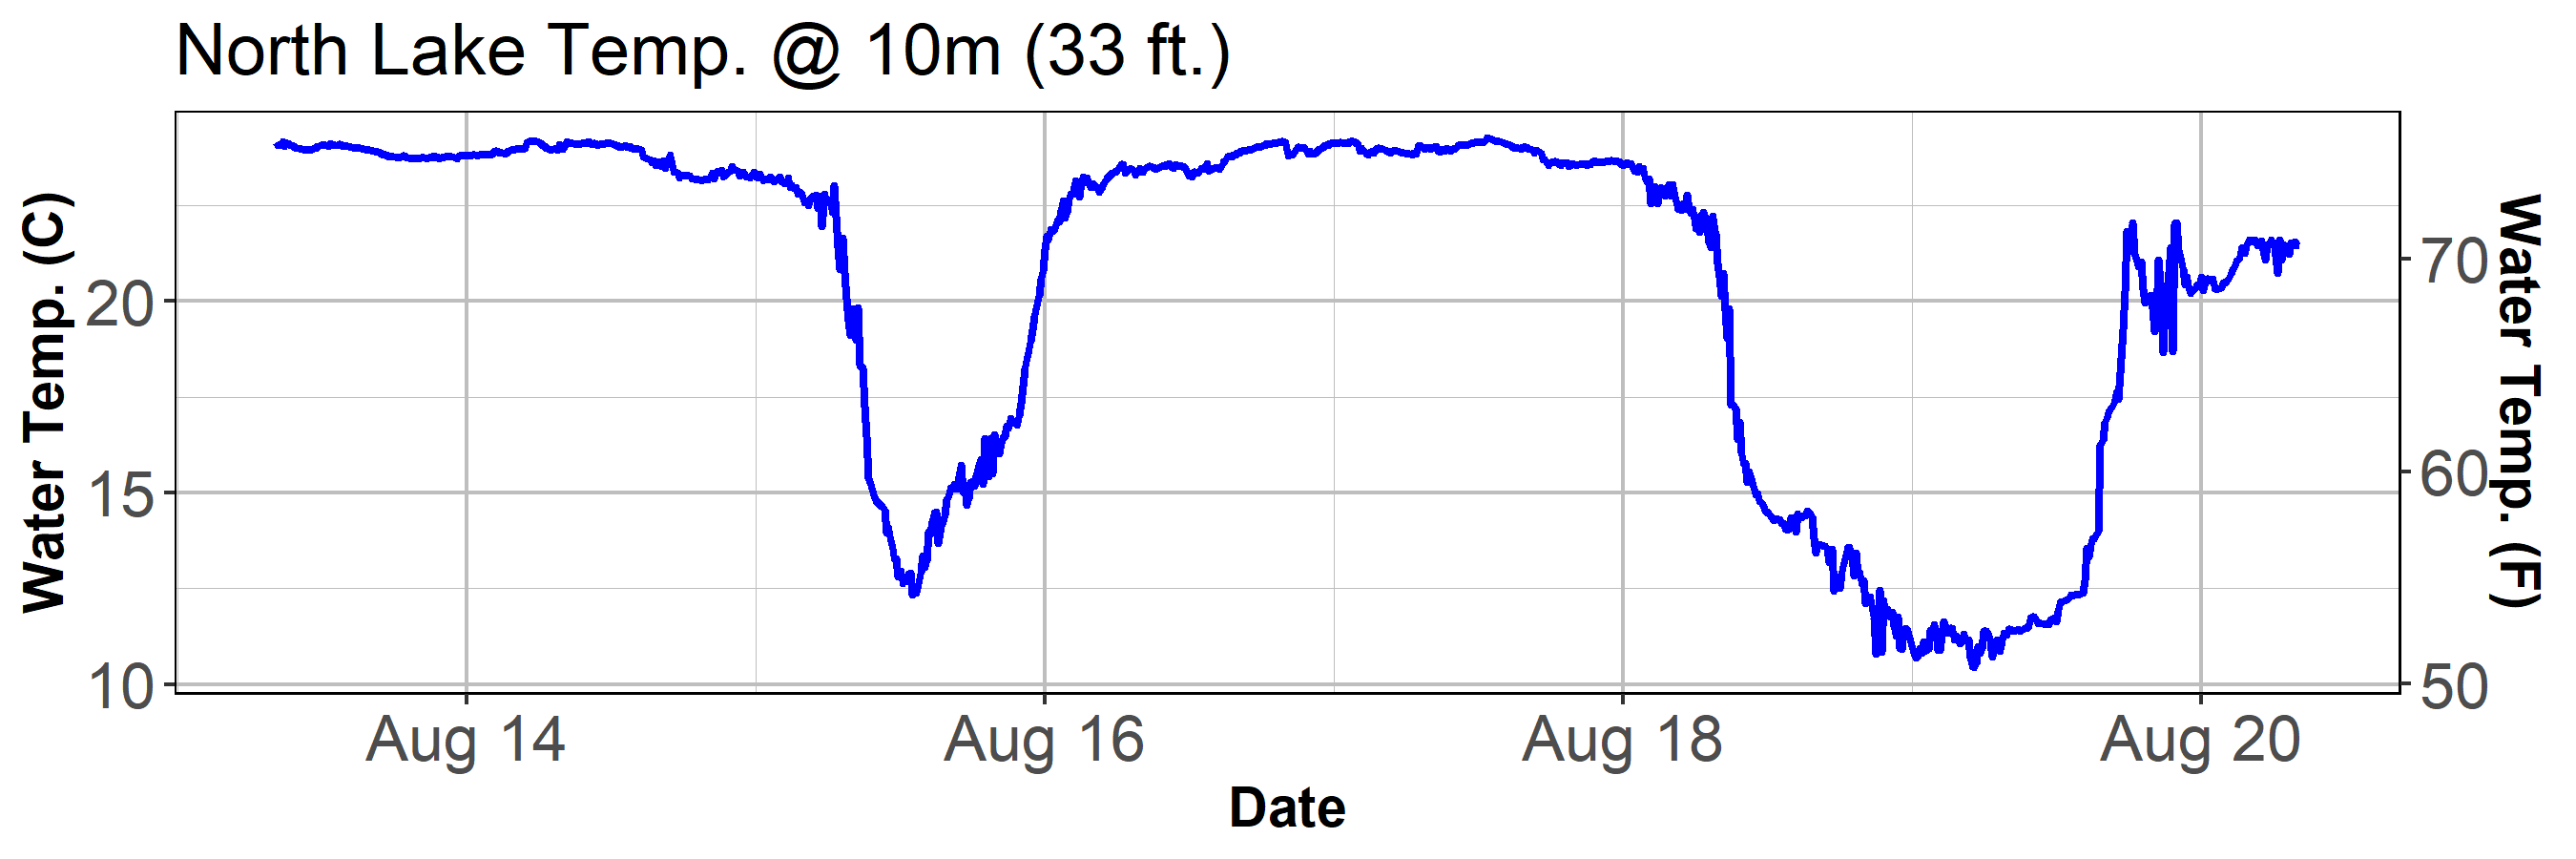 North Lake Temp. @ 10m (33 ft.)
Water Temp. (C)
20
15
10
70
60
50
Water Temp. (F)
Aug 14
Aug 16
Aug 18
Aug 20
Date